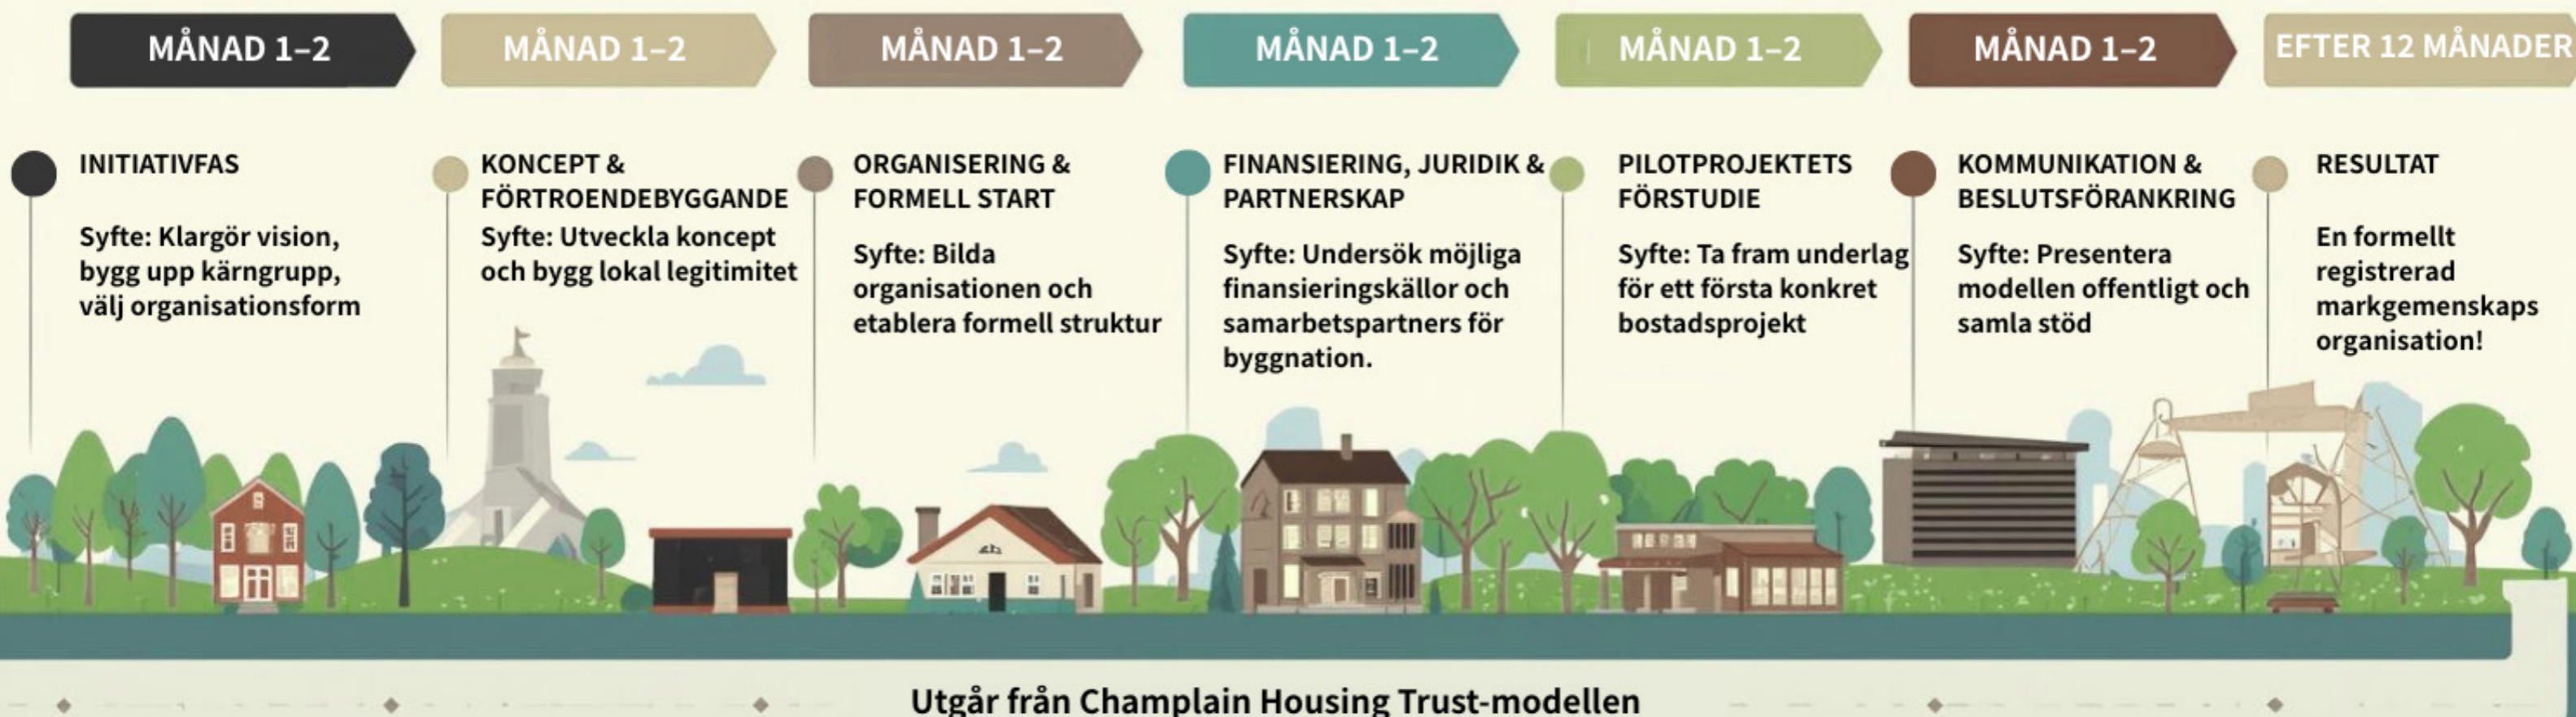 MÅNAD 1–2
MÅNAD 1–2
MÅNAD 1–2
MÅNAD 1–2
MÅNAD 1–2
MÅNAD 1–2
EFTER 12 MÅNADER
INITIATIVFAS
Syfte: Klargör vision,
bygg upp kärngrupp,
välj organisationsform
KONCEPT &
FÖRTROENDEBYGGANDE
Syfte: Utveckla koncept
och bygg lokal legitimitet
ORGANISERING &
FORMELL START
Syfte: Bilda
organisationen och
etablera formell struktur
FINANSIERING, JURIDIK &
PARTNERSKAP
Syfte: Undersök möjliga
finansieringskällor och
samarbetspartners för
byggnation.
PILOTPROJEKTETS
FÖRSTUDIE
Syfte: Ta fram underlag
för ett första konkret
bostadsprojekt
KOMMUNIKATION &
BESLUTSFÖRANKRING
Syfte: Presentera
modellen offentligt och
samla stöd
RESULTAT
En formellt
registrerad
markgemenskaps
organisation!
Utgår från Champlain Housing Trust-modellen